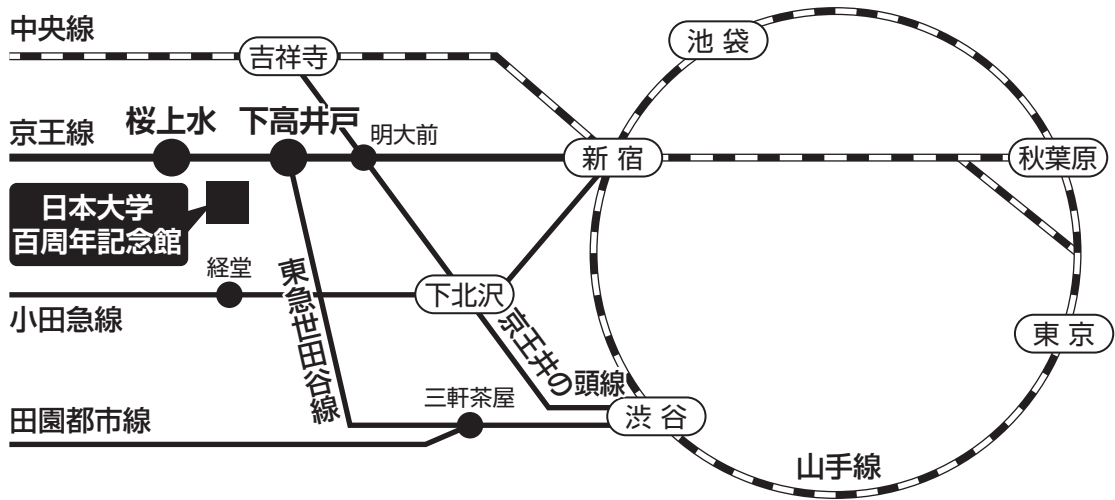 中央線
吉祥寺
池袋
京王線
桜上水
下高井戸
明大前
新宿
秋葉原
日本大学
百周年記念館
経堂
小田急線
東急世田谷線
下北沢
京王井の頭線
東京
三軒茶屋
田園都市線
渋谷
山手線